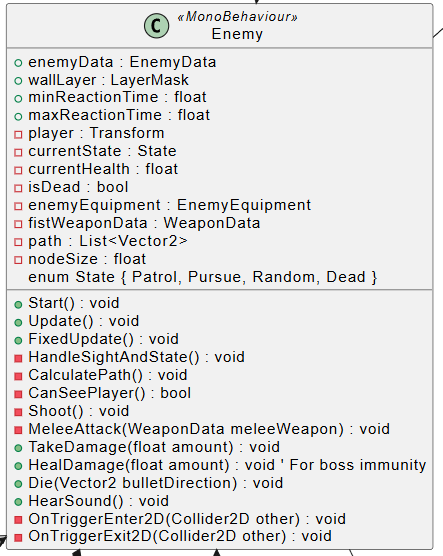 «MonoBehaviour»
C Enemy
enemyData : EnemyData
wallLayer : LayerMask
minReactionTime : float
maxReactionTime : float
player : Transform
currentState : State
currentHealth : float
isDead : bool
enemyEquipment : EnemyEquipment
fistWeaponData : WeaponData
path : List<Vector2>
nodeSize : float
enum State { Patrol, Pursue, Random, Dead }
Start() : void
Update() : void
FixedUpdate() : void
HandleSightAndState() : void
CalculatePath() : void
CanSeePlayer() : bool
Shoot() : void
MeleeAttack(WeaponData meleeWeapon) : void
TakeDamage(float amount) : void
HealDamage(float amount) : void ' For boss immunity
Die(Vector2 bulletDirection) : void
HearSound() : void
OnTriggerEnter2D(Collider2D other) : void
OnTriggerExit2D(Collider2D other) : void